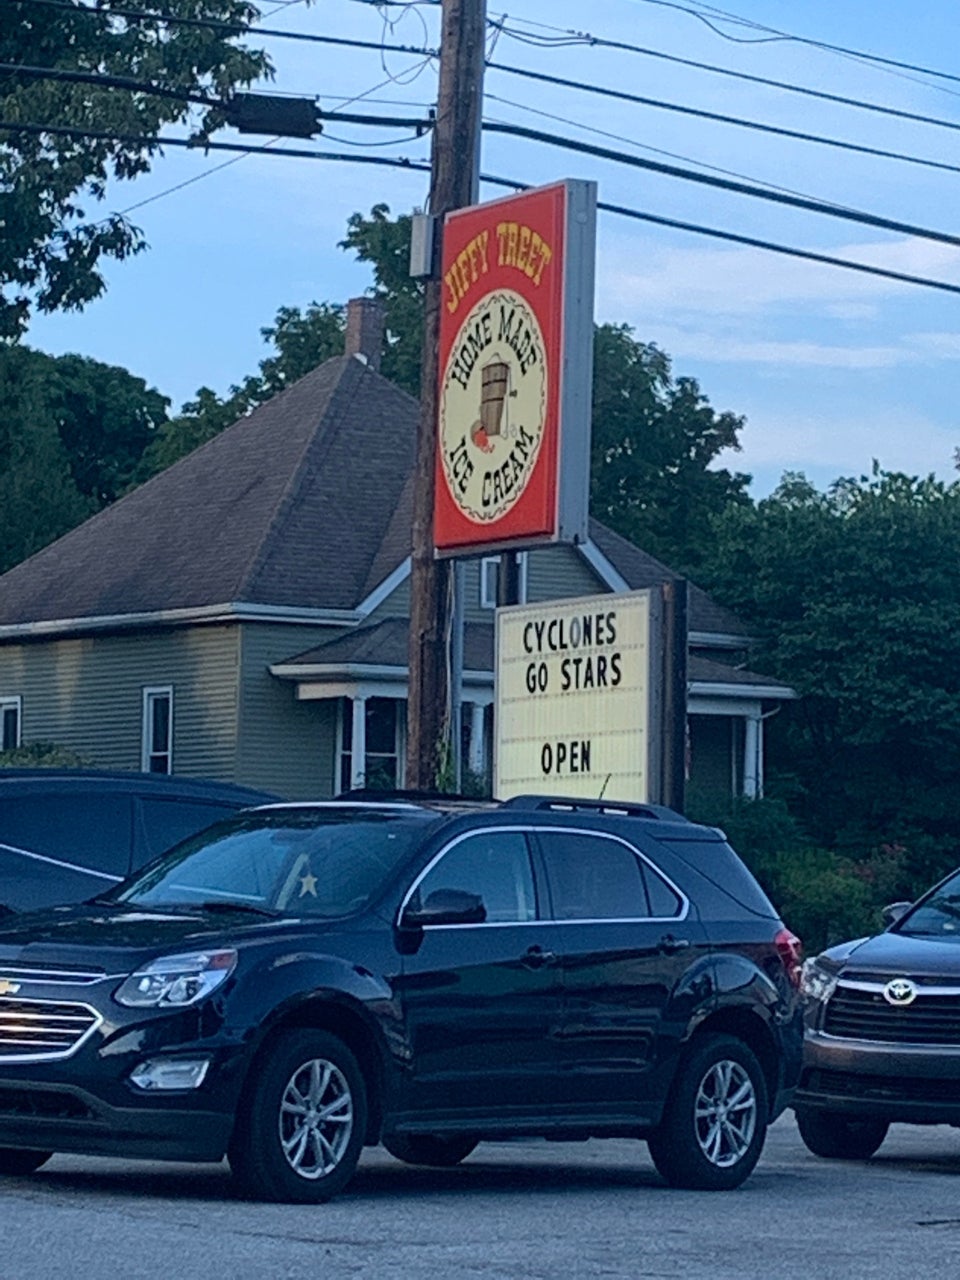 JIFFY TREET
HOME MADE
ICE CREAM
CYCLONES
GO STARS
OPEN